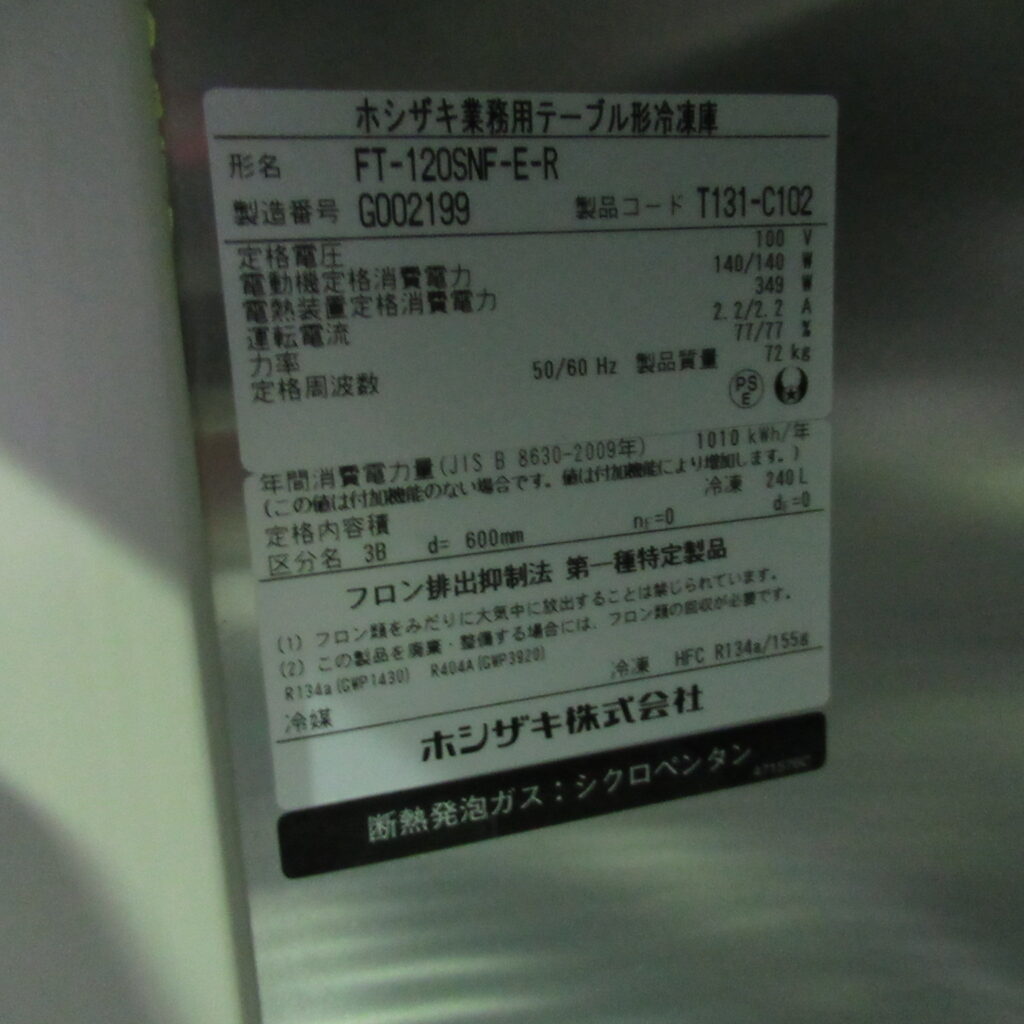 ホシザキ業務用テーブル形冷凍庫
形名 FT-120SNF-E-R
製造番号 G002199 製品コード T131-C102
定格電圧 100 V
電動機定格消費電力 140/140 W
電熱装置定格消費電力 349 W
運転電流 2.2/2.2 A
力率 77/77 %
定格周波数 50/60 Hz 製品質量 72 kg
PS E
年間消費電力量(JIS B 8630-2009年) 1010 kWh/年
(この値は付加機能のない場合です。値は付加機能により増加します。)
定格内容積 冷凍 240L
区分名 3B d= 600mm nF=0 dF=0
フロン排出抑制法 第一種特定製品
(1) フロン類をみだりに大気中に放出することは禁じられています。
(2) この製品を廃棄・整備する場合には、フロン類の回収が必要です。
R134a(GWP1430) R404A(GWP3920)
冷媒 冷凍 HFC R134a/155g
ホシザキ株式会社
断熱発泡ガス：シクロペンタン